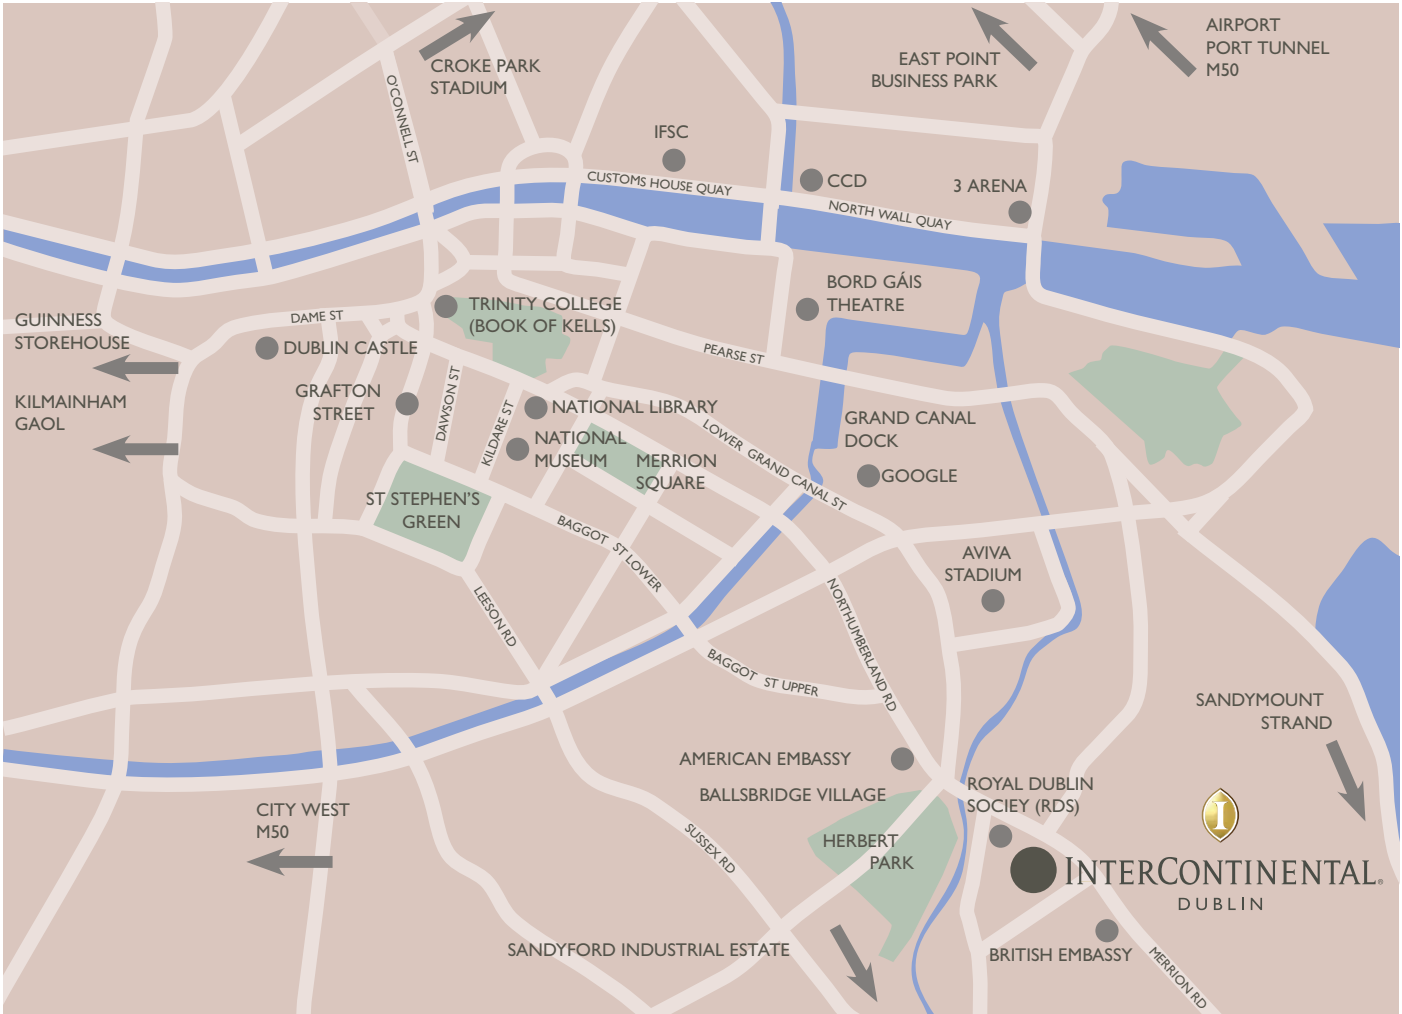 AIRPORT
PORT TUNNEL
M50
EAST POINT
BUSINESS PARK
CROKE PARK
STADIUM
O'CONNELL ST
IFSC
CUSTOMS HOUSE QUAY
CCD
3 ARENA
NORTH WALL QUAY
BORD GÁIS
THEATRE
TRINITY COLLEGE
(BOOK OF KELLS)
GUINNESS
STOREHOUSE
DAME ST
DUBLIN CASTLE
PEARSE ST
KILMAINHAM
GAOL
GRAFTON
STREET
DAWSON ST
KILDARE ST
NATIONAL LIBRARY
NATIONAL
MUSEUM
MERRION
SQUARE
LOWER GRAND CANAL ST
GRAND CANAL
DOCK
GOOGLE
ST STEPHEN'S
GREEN
BAGGOT ST LOWER
AVIVA
STADIUM
LEESON RD
NORTHUMBERLAND RD
BAGGOT ST UPPER
SANDYMOUNT
STRAND
AMERICAN EMBASSY
BALLSBRIDGE VILLAGE
ROYAL DUBLIN
SOCIEY (RDS)
CITY WEST
M50
SUSSEX RD
HERBERT
PARK
I
INTERCONTINENTAL®
DUBLIN
SANDYFORD INDUSTRIAL ESTATE
BRITISH EMBASSY
MERRION RD